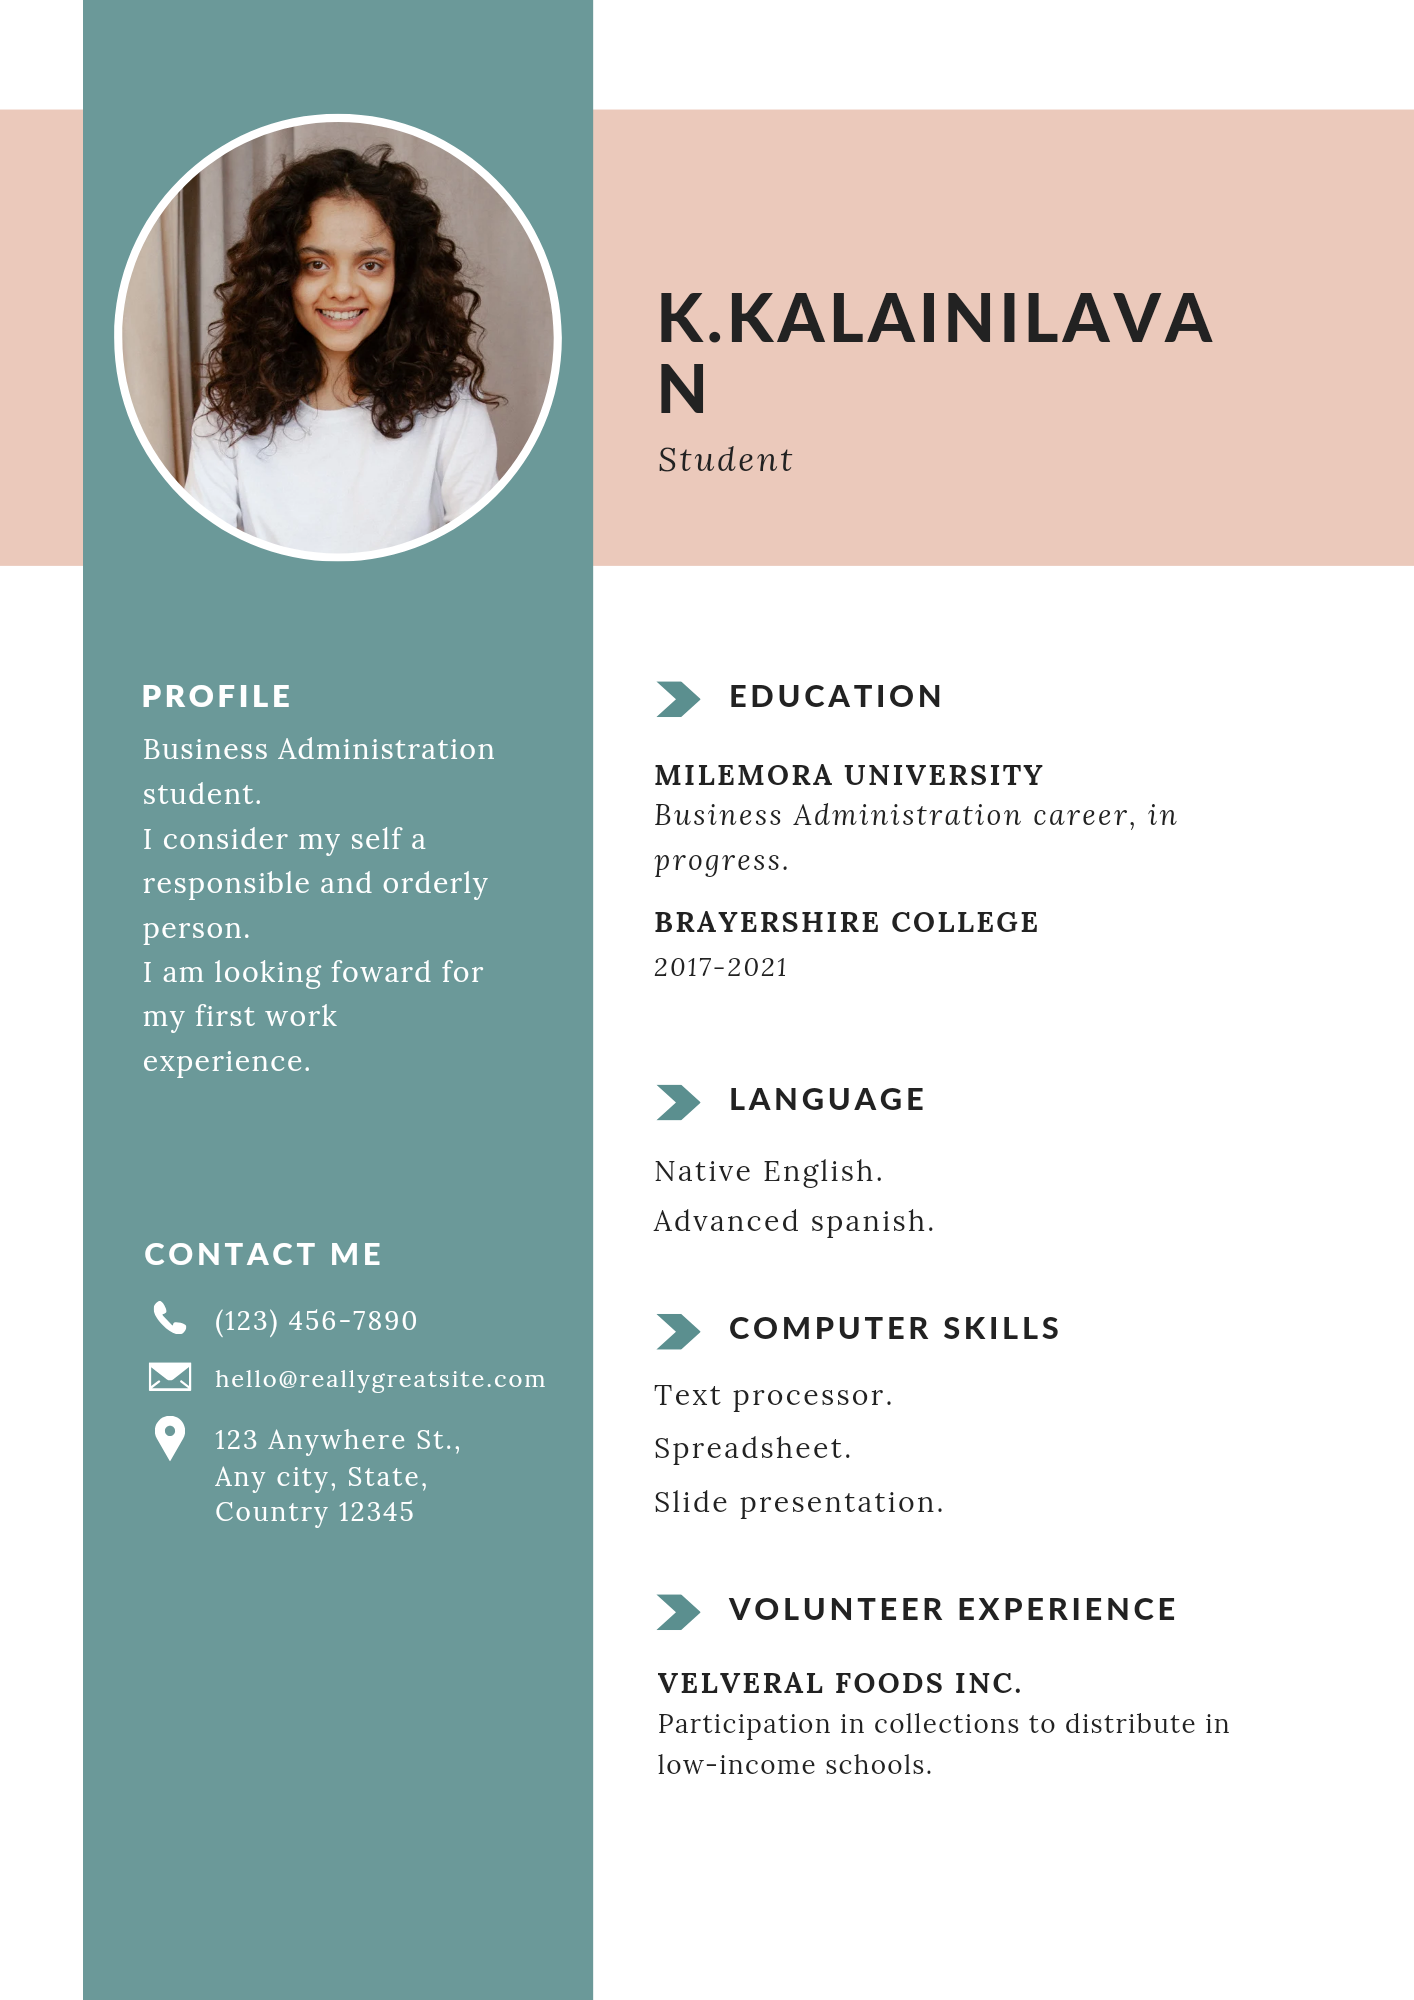 K.KALAINILAVA
N
Student
PROFILE
Business Administration
student.
I consider my self a
responsible and orderly
person.
I am looking foward for
my first work
experience.
CONTACT ME
(123) 456-7890
hello@reallygreatsite.com
123 Anywhere St.,
Any city, State,
Country 12345
EDUCATION
MILEMORA UNIVERSITY
Business Administration career, in
progress.
BRAYERSHIRE COLLEGE
2017-2021
LANGUAGE
Native English.
Advanced spanish.
COMPUTER SKILLS
Text processor.
Spreadsheet.
Slide presentation.
VOLUNTEER EXPERIENCE
VELVERAL FOODS INC.
Participation in collections to distribute in
low-income schools.